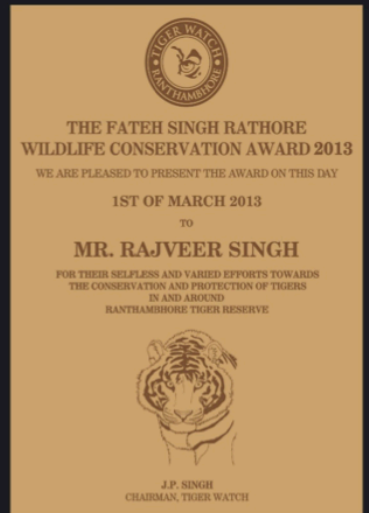 TIGER WATCH
RANTHAMBHORE
THE FATEH SINGH RATHORE
WILDLIFE CONSERVATION AWARD 2013
WE ARE PLEASED TO PRESENT THE AWARD ON THIS DAY
1ST OF MARCH 2013
TO
MR. RAJVEER SINGH
FOR THEIR SELFLESS AND VARIED EFFORTS TOWARDS
THE CONSERVATION AND PROTECTION OF TIGERS
IN AND AROUND
RANTHAMBHORE TIGER RESERVE
J.P. SINGH
CHAIRMAN, TIGER WATCH